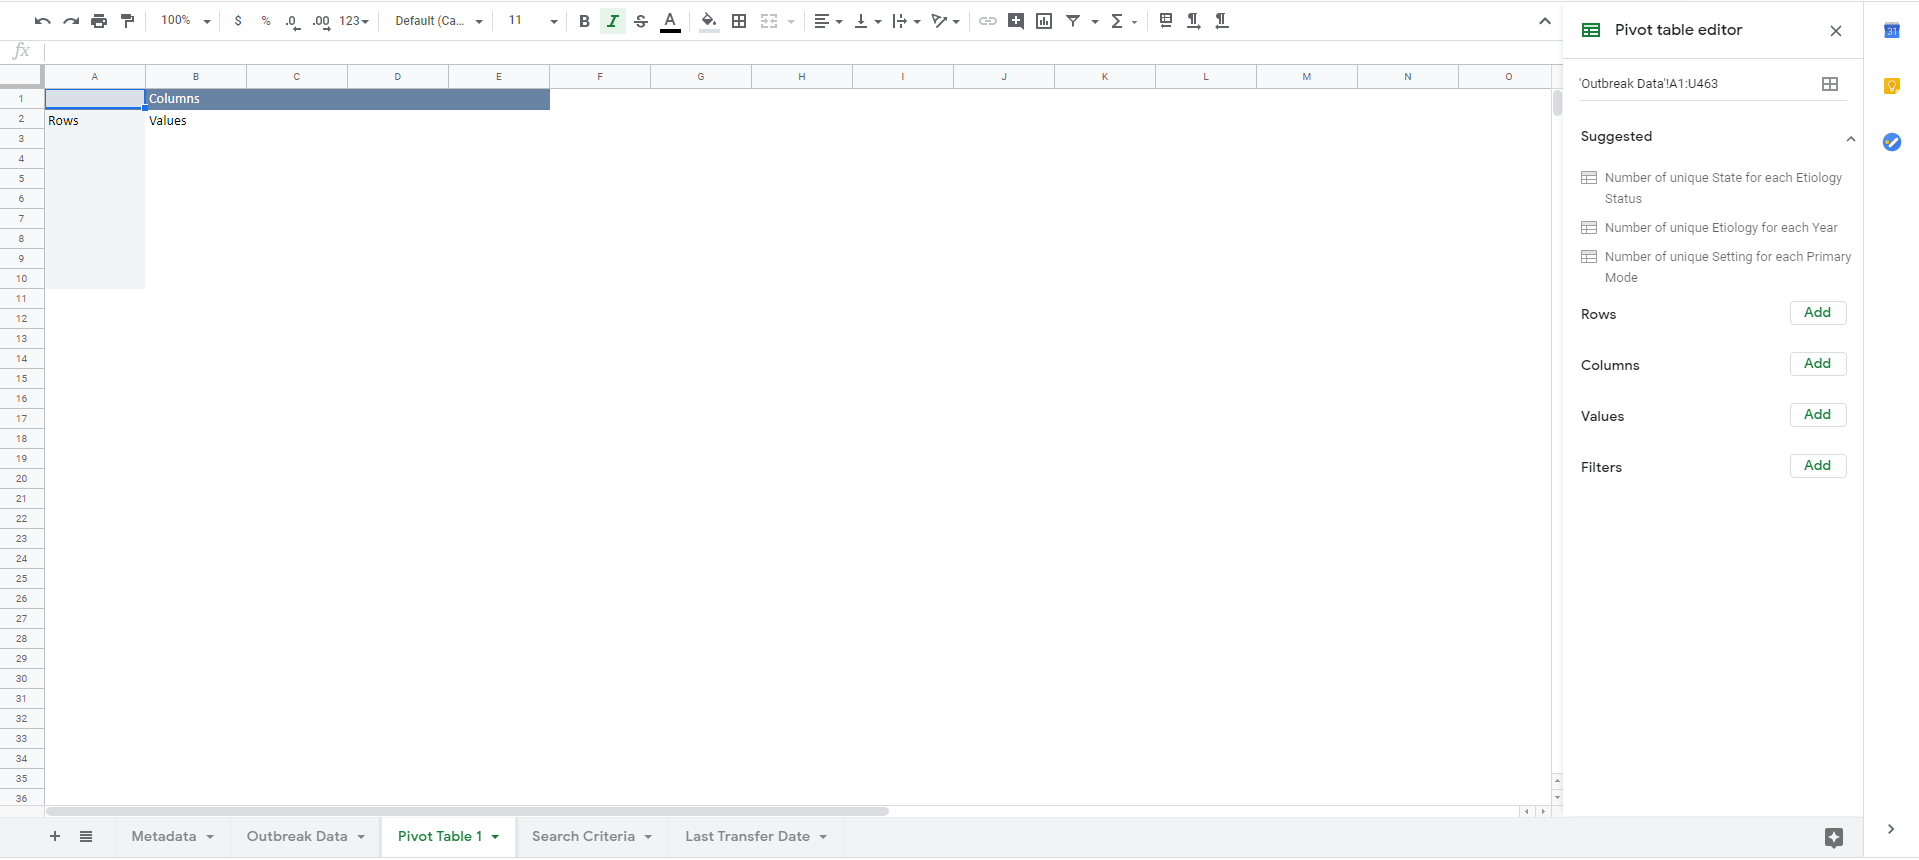 100% $ % .0 .00 123 Default (Ca... 11 B I S A
Pivot table editor
31
fx
A B C D E F G H I J K L M N O
'Outbreak Data'!A1:U463
1 Columns
2 Rows Values
3
4
5
6
7
8
9
10
11
12
13
14
15
16
17
18
19
20
21
22
23
24
25
26
27
28
29
30
31
32
33
34
35
36
Suggested
Number of unique State for each Etiology
Status
Number of unique Etiology for each Year
Number of unique Setting for each Primary
Mode
Rows Add
Columns Add
Values Add
Filters Add
Metadata Outbreak Data Pivot Table 1 Search Criteria Last Transfer Date